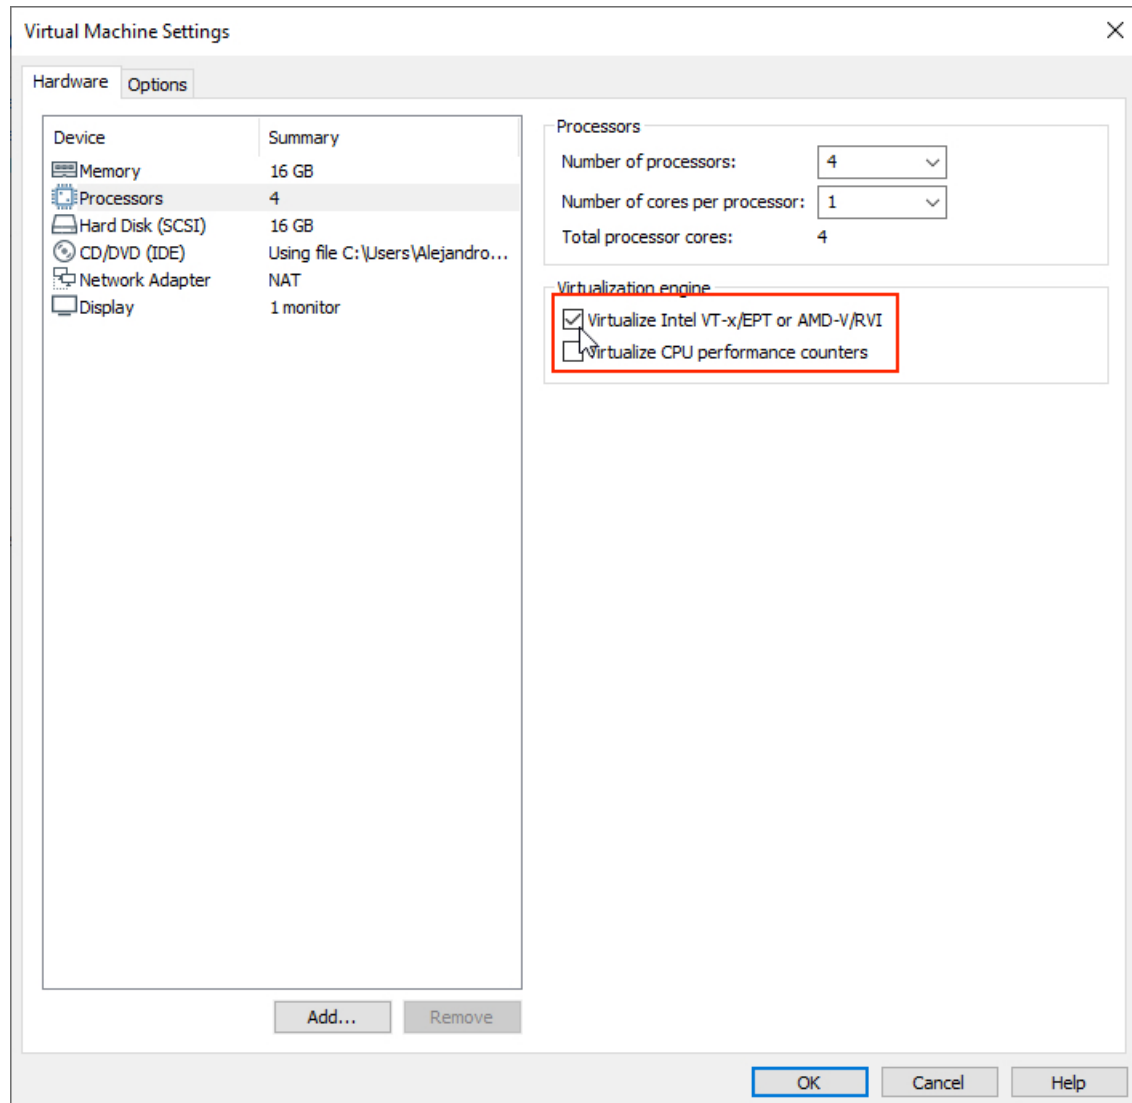 Virtual Machine Settings
Hardware
Options
Device Summary
Memory 16 GB
Processors 4
Hard Disk (SCSI) 16 GB
CD/DVD (IDE) Using file C:\Users\Alejandro...
Network Adapter NAT
Display 1 monitor
Add...
Remove
Processors
Number of processors: 4
Number of cores per processor: 1
Total processor cores: 4
Virtualization engine
Virtualize Intel VT-x/EPT or AMD-V/RVI
Virtualize CPU performance counters
OK
Cancel
Help